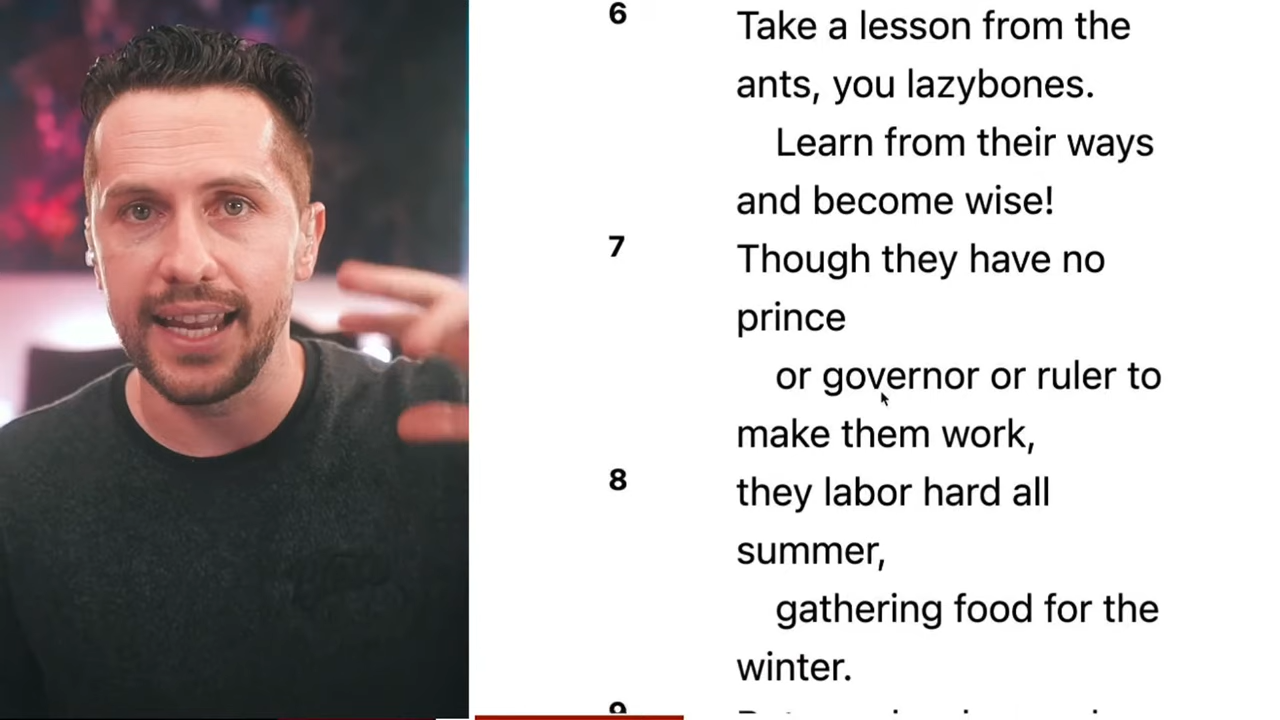 6 Take a lesson from the
ants, you lazybones.
Learn from their ways
and become wise!
7 Though they have no
prince
or governor or ruler to
make them work,
8 they labor hard all
summer,
gathering food for the
winter.